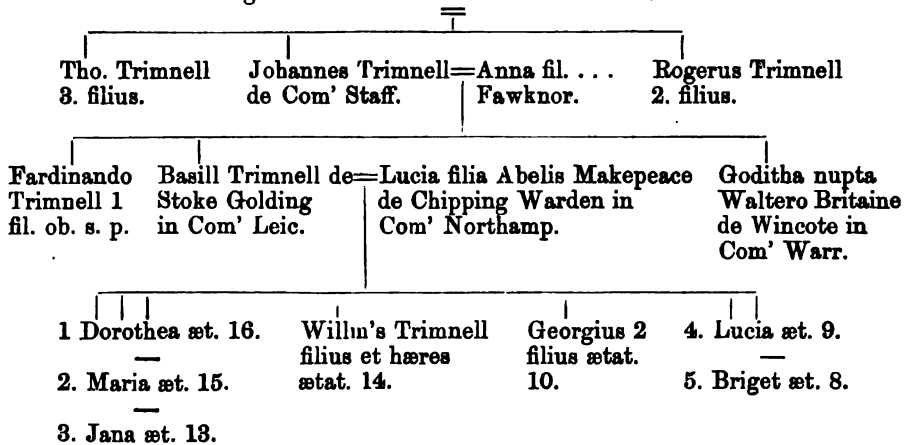 Tho. Trimnell
3. filius.
Johannes Trimnell=Anna fil. . . .
de Com' Staff. Fawknor.
Rogerus Trimnell
2. filius.
Fardinando
Trimnell 1
fil. ob. s. p.
Basill Trimnell de=Lucia filia Abelis Makepeace
Stoke Golding de Chipping Warden in
in Com' Leic. Com' Northamp.
Goditha nupta
Waltero Britaine
de Wincote in
Com' Warr.
1 Dorothea æt. 16.
2. Maria æt. 15.
3. Jana æt. 13.
Willm's Trimnell
filius et hæres
ætat. 14.
Georgius 2
filius ætat.
10.
4. Lucia æt. 9.
5. Briget æt. 8.